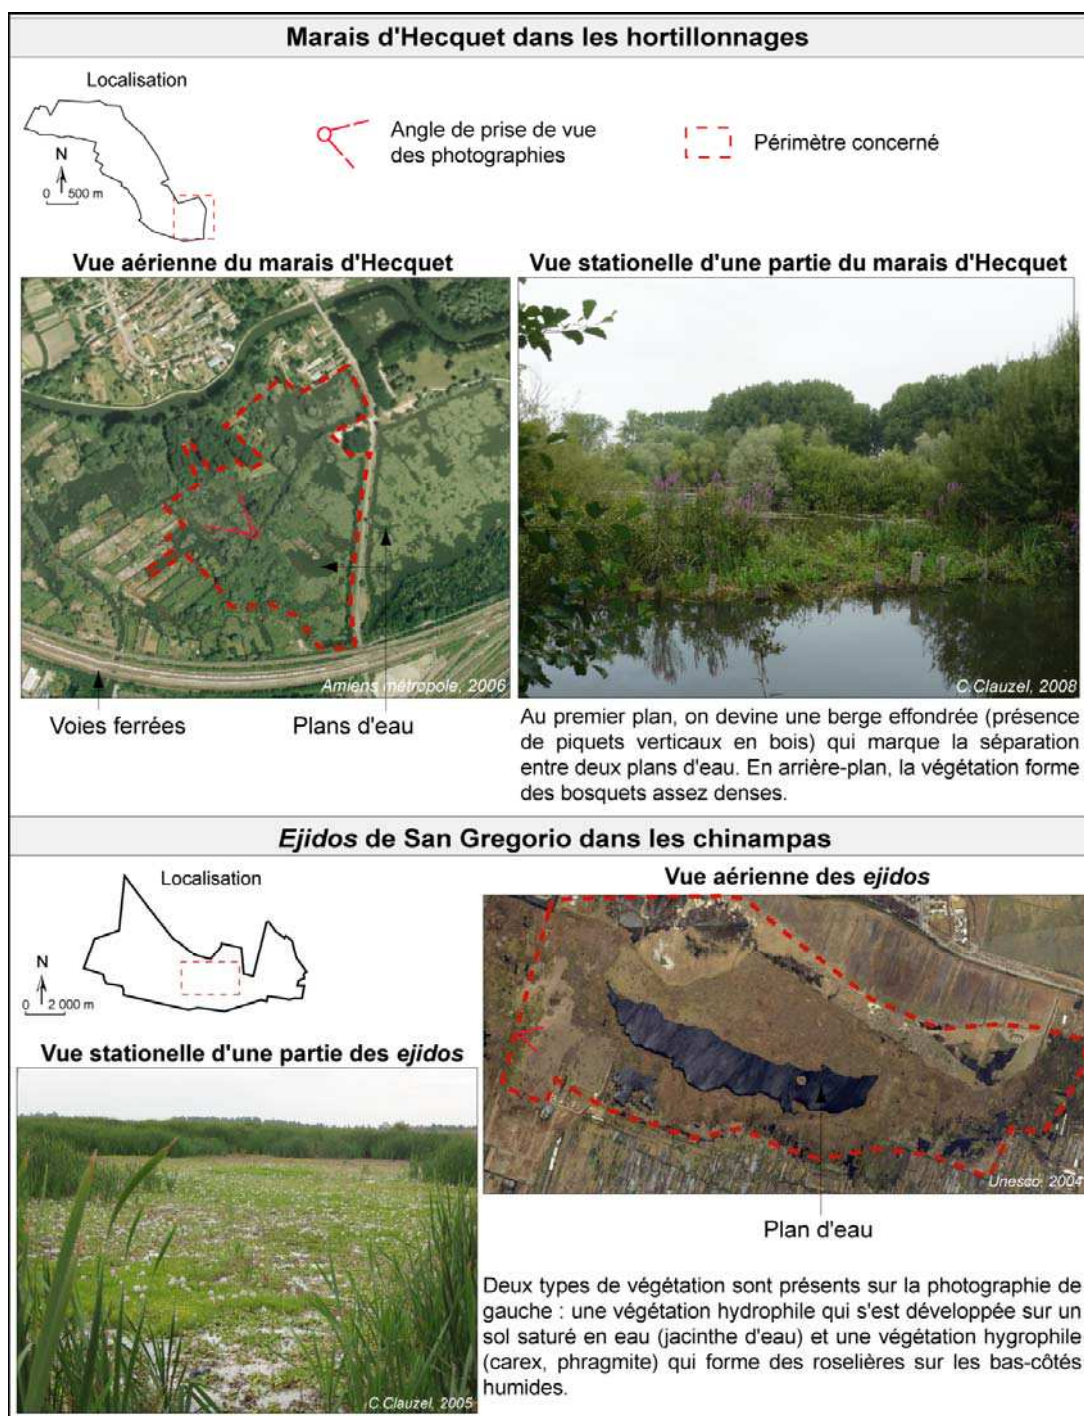 Marais d'Hecquet dans les hortillonnages
Localisation
N
0 500 m
Angle de prise de vue
des photographies
Périmètre concerné
Vue aérienne du marais d'Hecquet
Amiens métropole, 2006
Voies ferrées
Plans d'eau
Vue stationelle d'une partie du marais d'Hecquet
C.Clauzel, 2008
Au premier plan, on devine une berge effondrée (présence
de piquets verticaux en bois) qui marque la séparation
entre deux plans d'eau. En arrière-plan, la végétation forme
des bosquets assez denses.
Ejidos de San Gregorio dans les chinampas
Localisation
N
0 2 000 m
Vue stationelle d'une partie des ejidos
C.Clauzel, 2005
Vue aérienne des ejidos
Unesco, 2004
Plan d'eau
Deux types de végétation sont présents sur la photographie de
gauche : une végétation hydrophile qui s'est développée sur un
sol saturé en eau (jacinthe d'eau) et une végétation hygrophile
(carex, phragmite) qui forme des roselières sur les bas-côtés
humides.